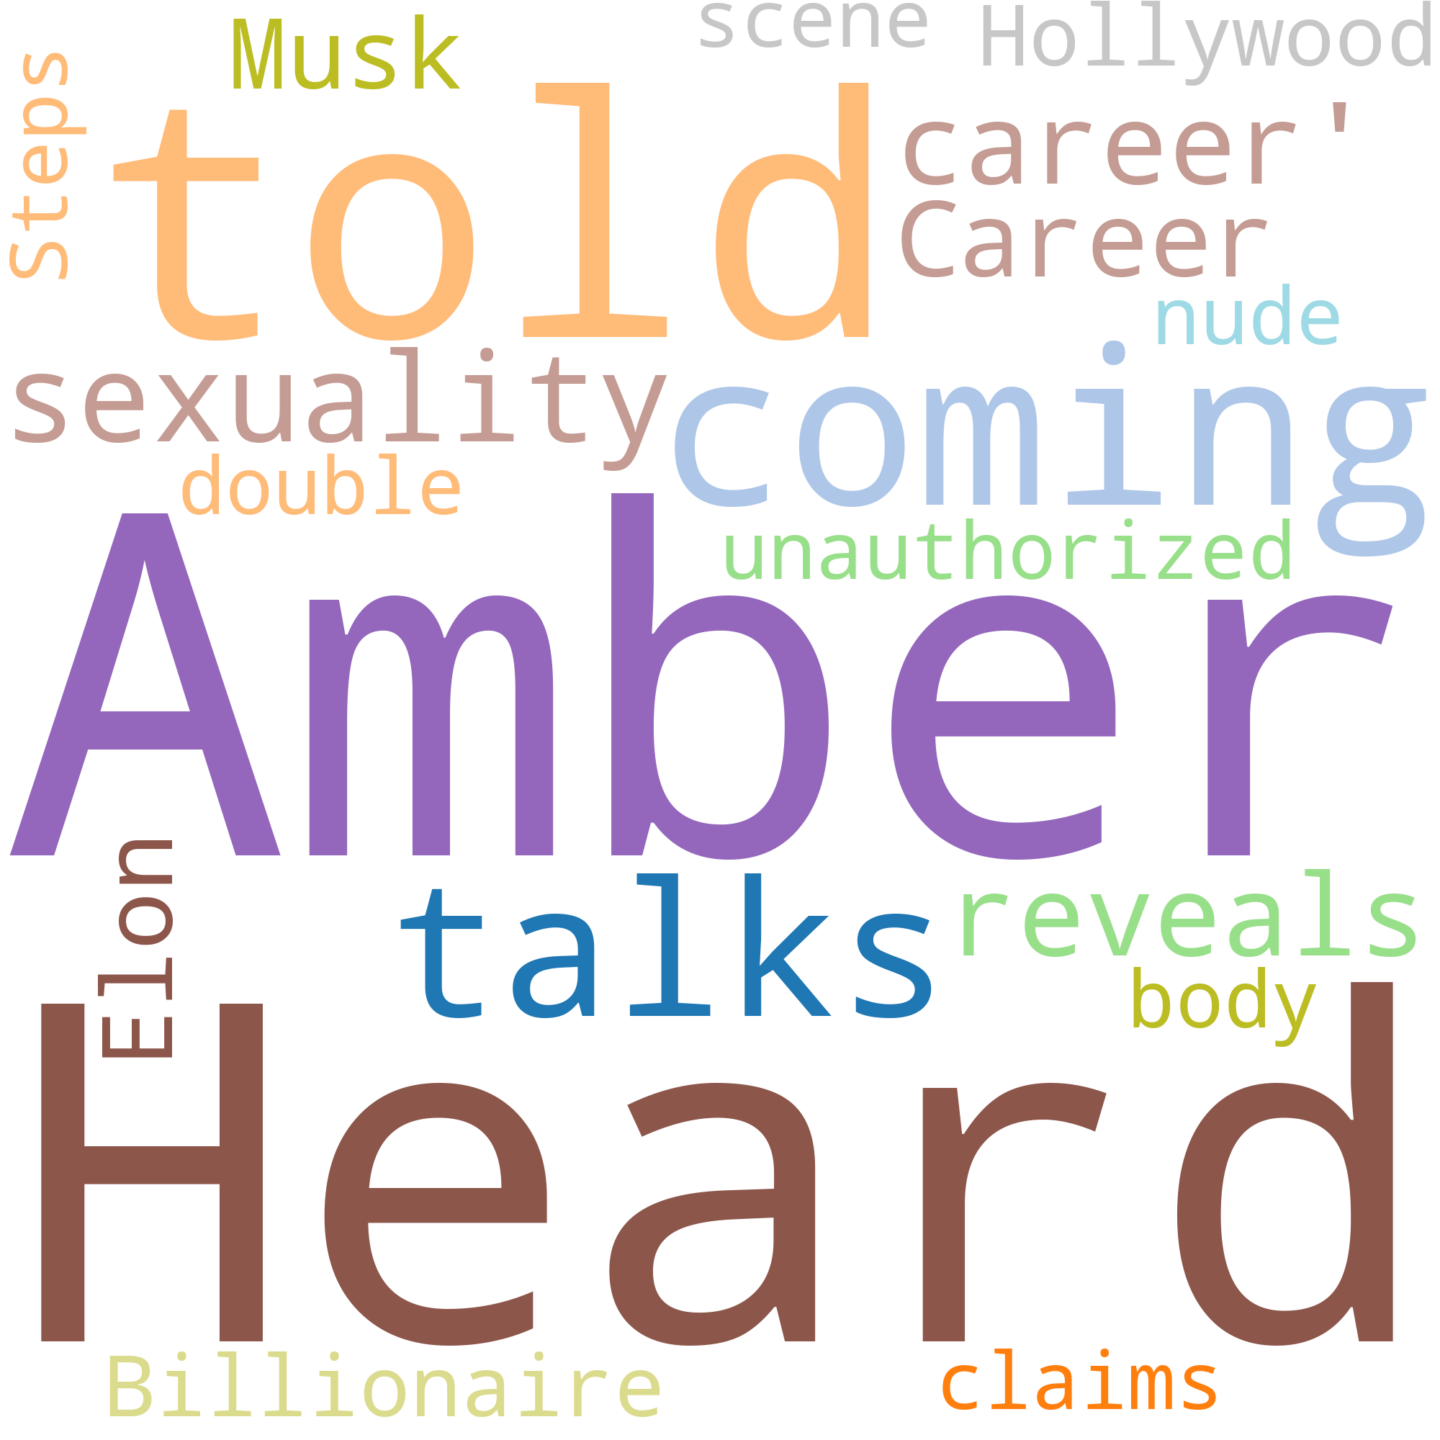 scene
Hollywood
Musk
Steps
told
career'
Career
nude
sexuality
coming
double
unauthorized
Amber
Elon
talks
reveals
body
Heard
Billionaire
claims